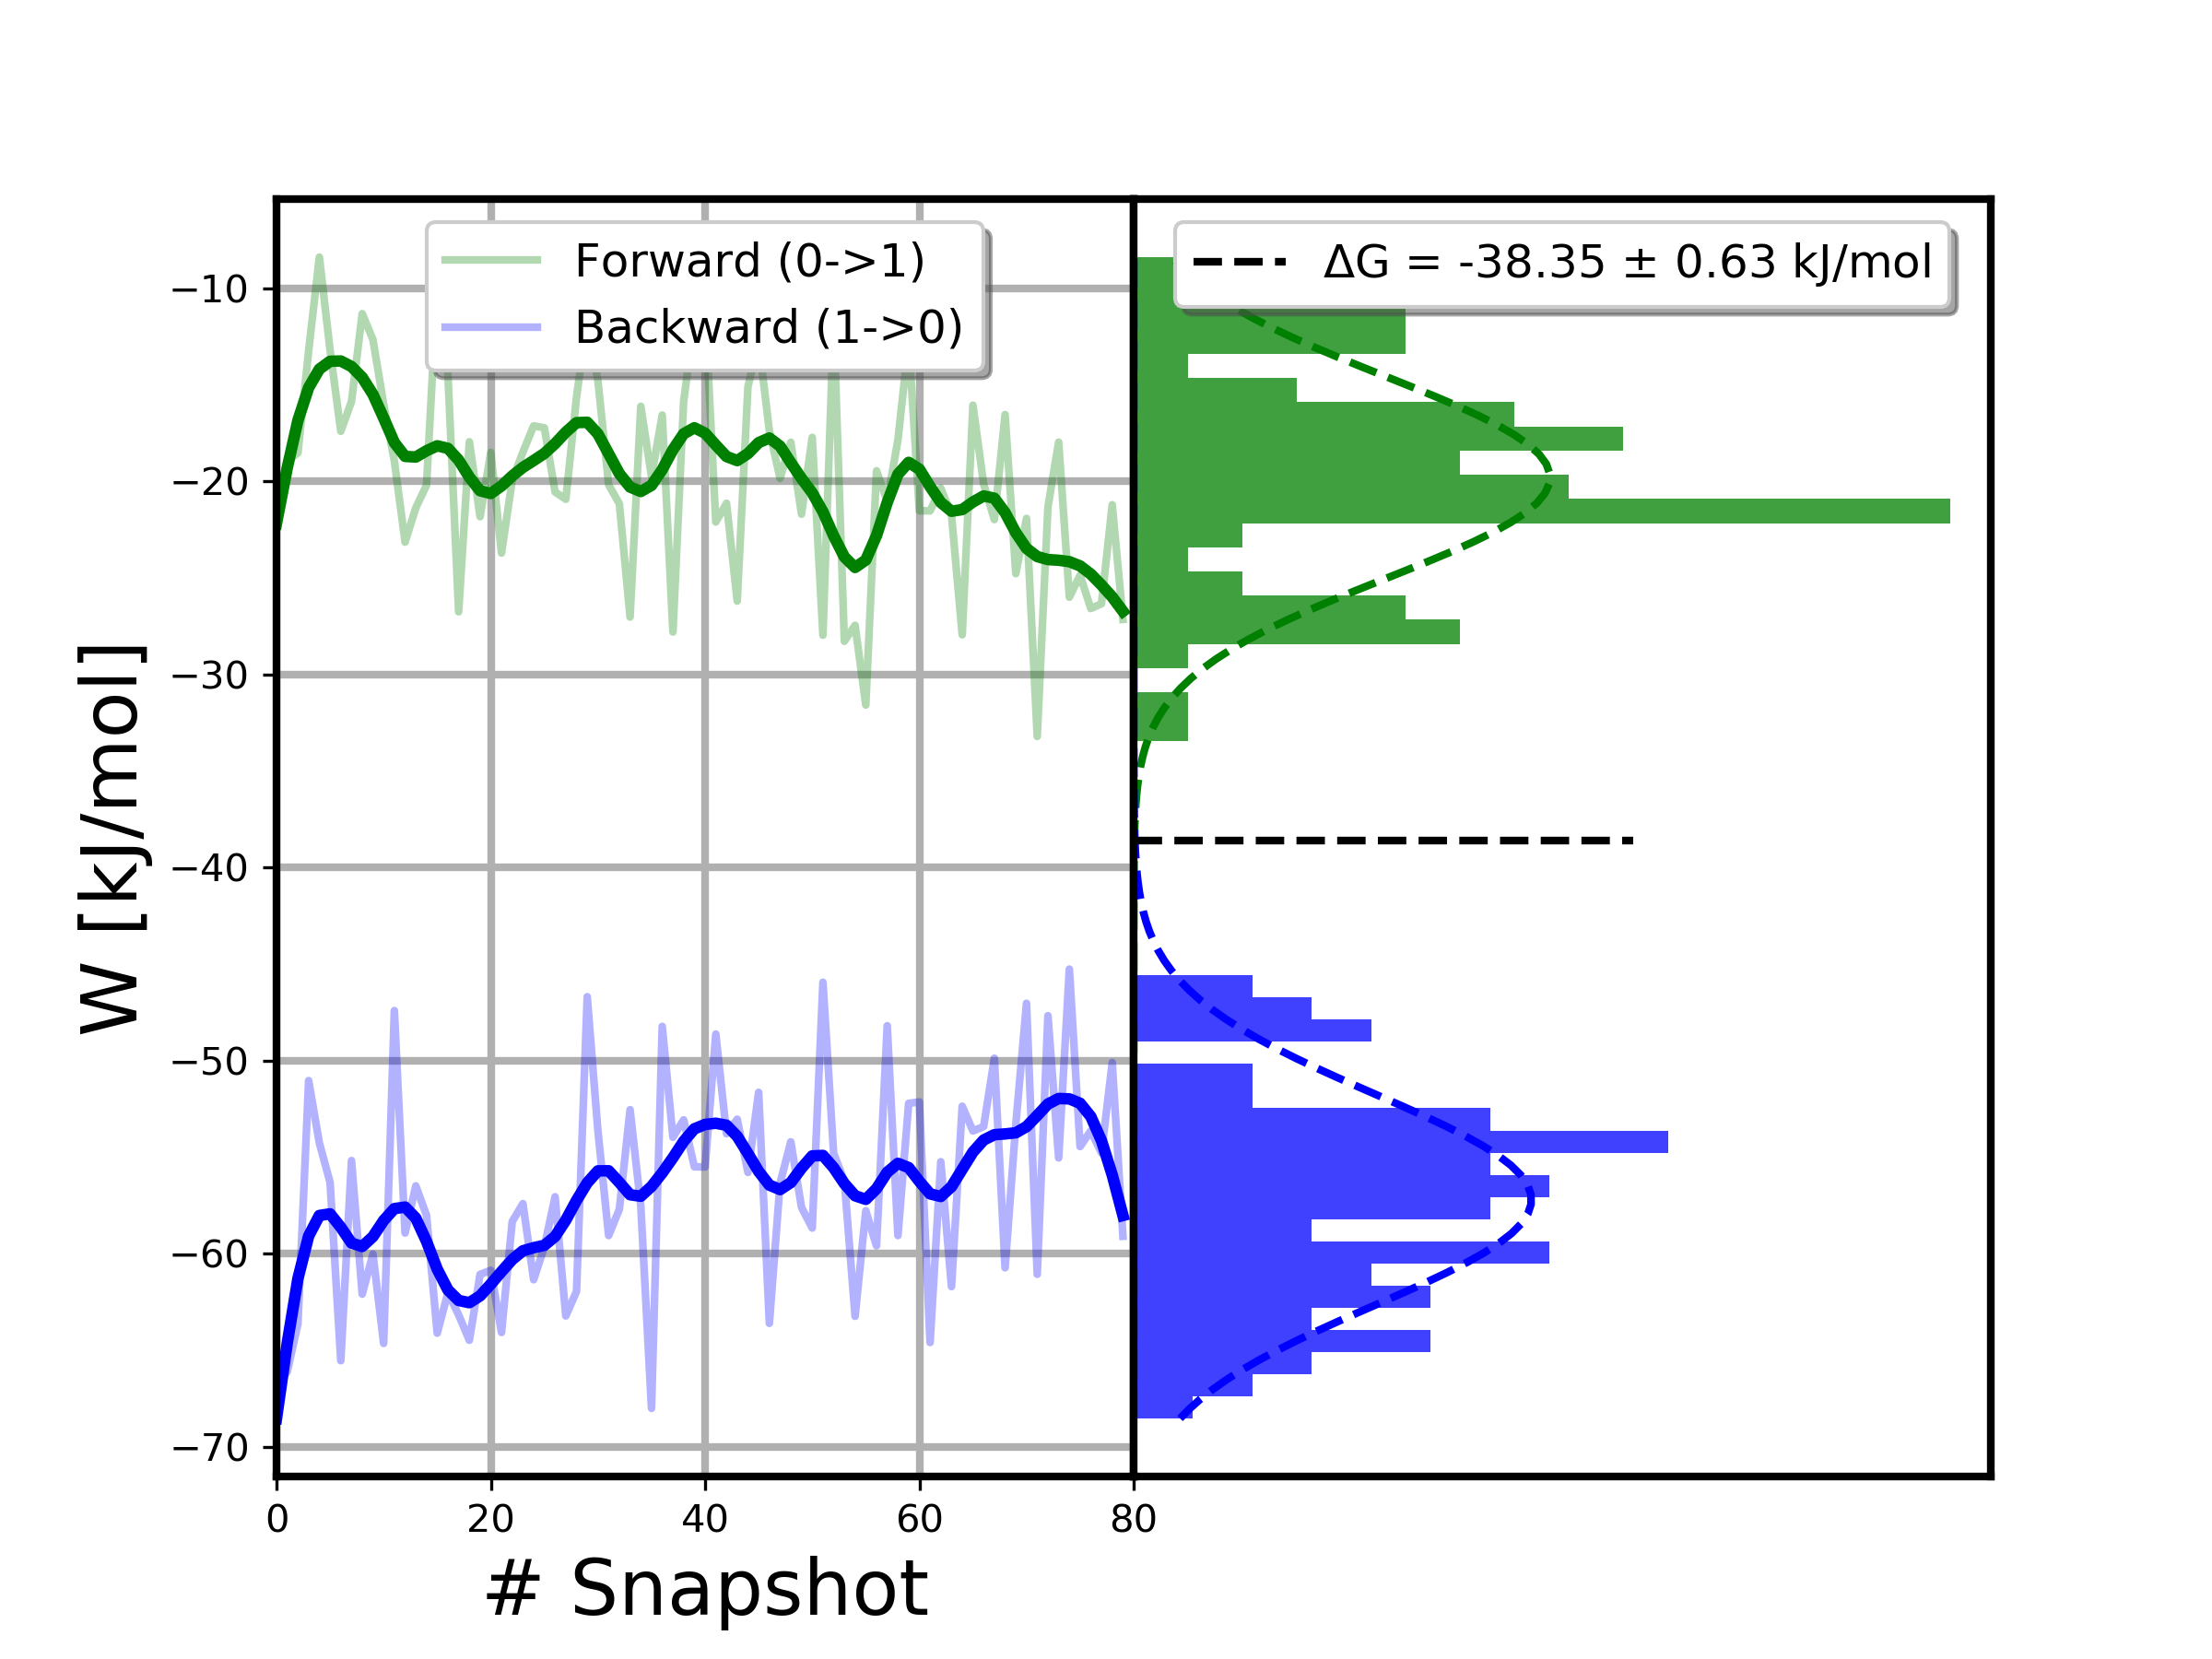 Forward (0->1)
Backward (1->0)
ΔG = -38.35 ± 0.63 kJ/mol
W [kJ/mol]
−10
−20
−30
−40
−50
−60
−70
0 20 40 60 80
# Snapshot